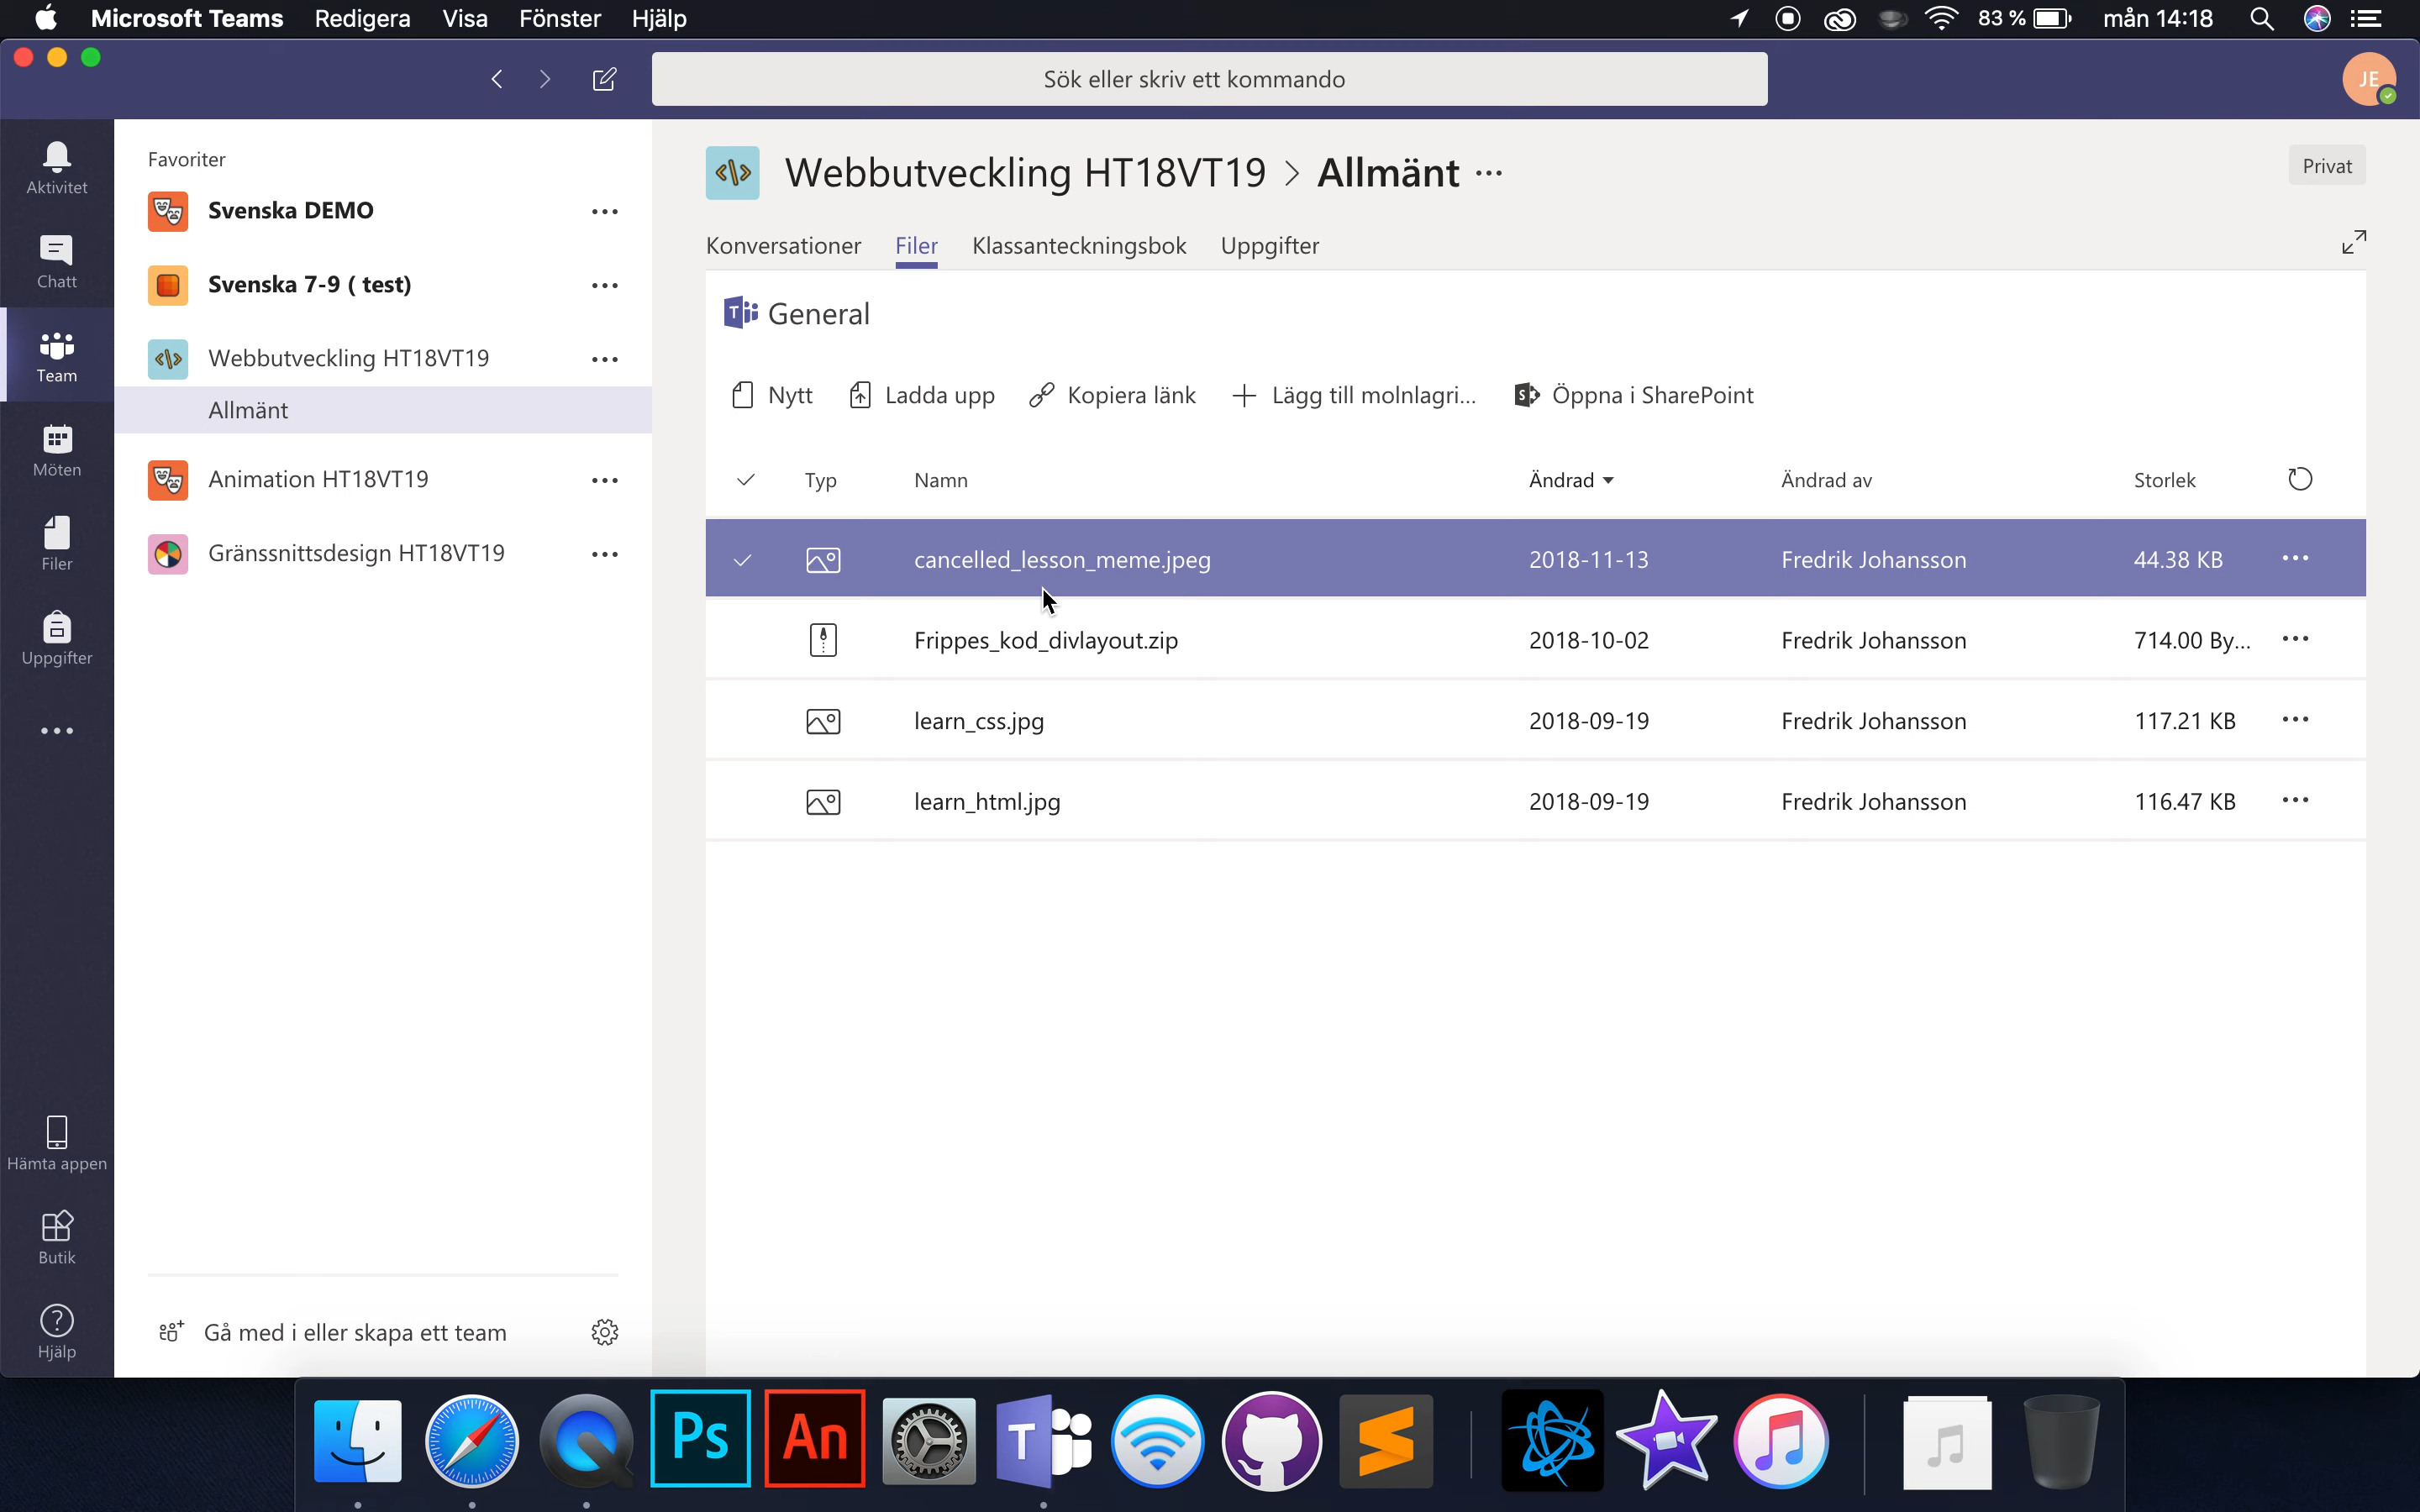 Microsoft Teams Redigera Visa Fönster Hjälp 83 % mån 14:18
Sök eller skriv ett kommando JE
Aktivitet
Chatt
Team
Möten
Filer
Uppgifter
Hämta appen
Butik
Hjälp
Favoriter
Svenska DEMO
Svenska 7-9 ( test)
Webbutveckling HT18VT19
Allmänt
Animation HT18VT19
Gränssnittsdesign HT18VT19
Gå med i eller skapa ett team
Webbutveckling HT18VT19 > Allmänt ... Privat
Konversationer Filer Klassanteckningsbok Uppgifter
General
Nytt Ladda upp Kopiera länk Lägg till molnlagri... Öppna i SharePoint
Typ Namn Ändrad Ändrad av Storlek
cancelled_lesson_meme.jpeg 2018-11-13 Fredrik Johansson 44.38 KB
Frippes_kod_divlayout.zip 2018-10-02 Fredrik Johansson 714.00 By...
learn_css.jpg 2018-09-19 Fredrik Johansson 117.21 KB
learn_html.jpg 2018-09-19 Fredrik Johansson 116.47 KB
Ps An T